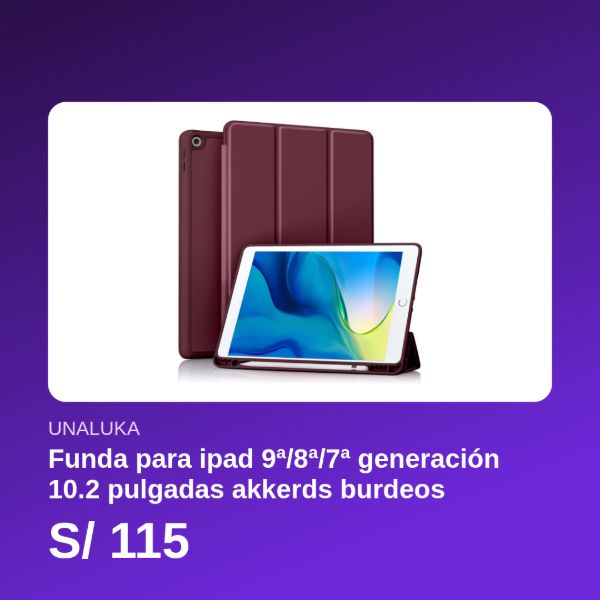 UNALUKA
Funda para ipad 9ª/8ª/7ª generación
10.2 pulgadas akkerds burdeos
S/ 115